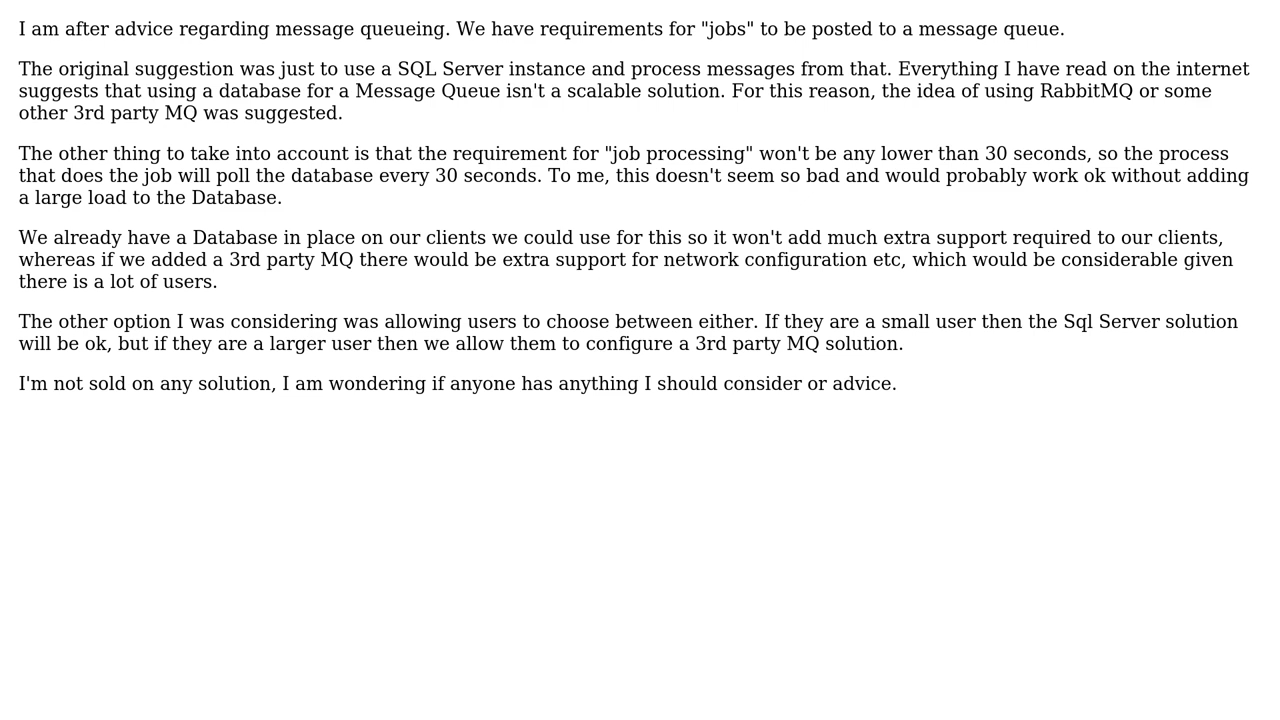 I am after advice regarding message queueing. We have requirements for "jobs" to be posted to a message queue.
The original suggestion was just to use a SQL Server instance and process messages from that. Everything I have read on the internet
suggests that using a database for a Message Queue isn't a scalable solution. For this reason, the idea of using RabbitMQ or some
other 3rd party MQ was suggested.
The other thing to take into account is that the requirement for "job processing" won't be any lower than 30 seconds, so the process
that does the job will poll the database every 30 seconds. To me, this doesn't seem so bad and would probably work ok without adding
a large load to the Database.
We already have a Database in place on our clients we could use for this so it won't add much extra support required to our clients,
whereas if we added a 3rd party MQ there would be extra support for network configuration etc, which would be considerable given
there is a lot of users.
The other option I was considering was allowing users to choose between either. If they are a small user then the Sql Server solution
will be ok, but if they are a larger user then we allow them to configure a 3rd party MQ solution.
I'm not sold on any solution, I am wondering if anyone has anything I should consider or advice.